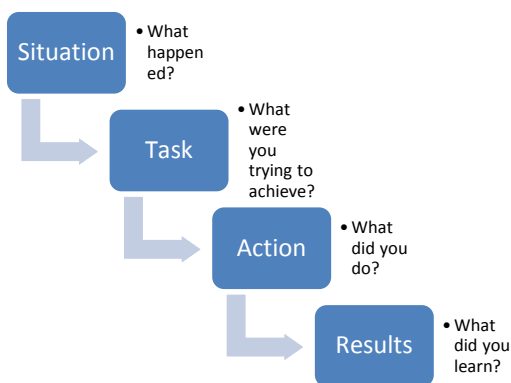 Situation
• What
happen
ed?
Task
• What
were
you
trying to
achieve?
Action
• What
did you
do?
Results
• What
did you
learn?